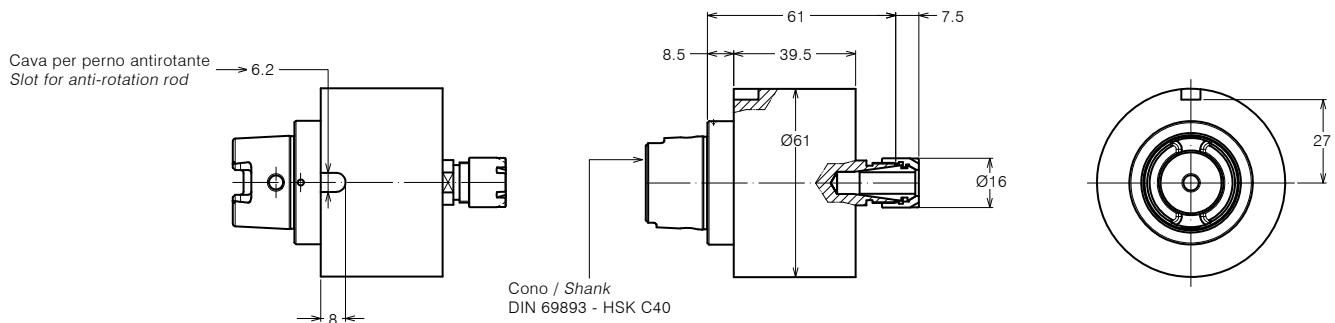 61
7.5
8.5
39.5
Cava per perno antirotante
Slot for anti-rotation rod
6.2
Ø61
27
Ø16
Cono / Shank
DIN 69893 - HSK C40
8